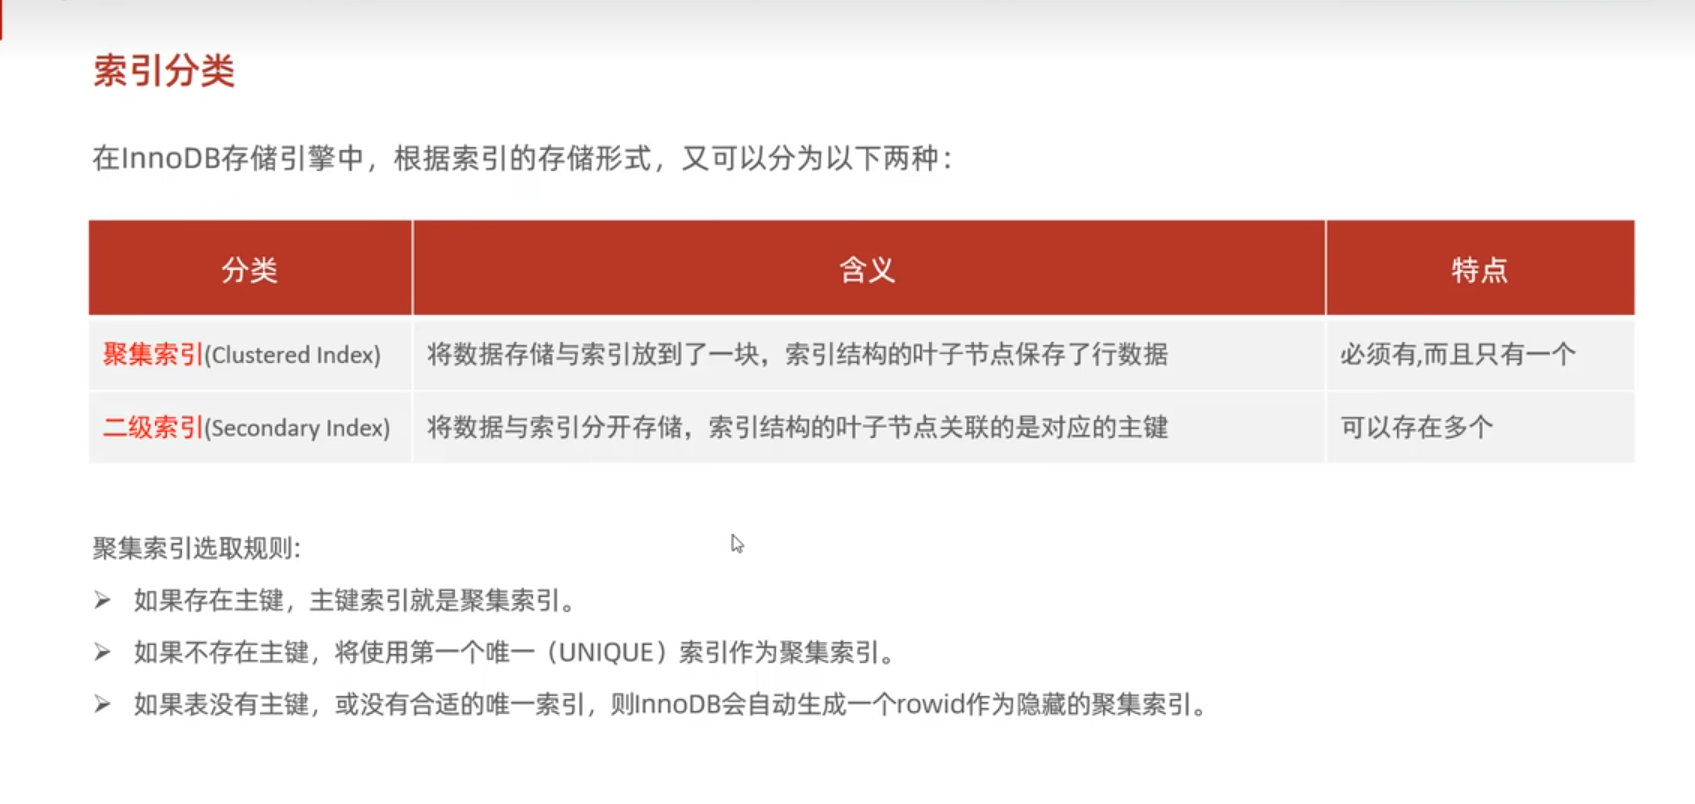 索引分类
在InnoDB存储引擎中，根据索引的存储形式，又可以分为以下两种：
分类 含义 特点
聚集索引(Clustered Index) 将数据存储与索引放到了一块，索引结构的叶子节点保存了行数据 必须有,而且只有一个
二级索引(Secondary Index) 将数据与索引分开存储，索引结构的叶子节点关联的是对应的主键 可以存在多个
聚集索引选取规则:
➤ 如果存在主键，主键索引就是聚集索引。
➤ 如果不存在主键，将使用第一个唯一（UNIQUE）索引作为聚集索引。
➤ 如果表没有主键，或没有合适的唯一索引，则InnoDB会自动生成一个rowid作为隐藏的聚集索引。